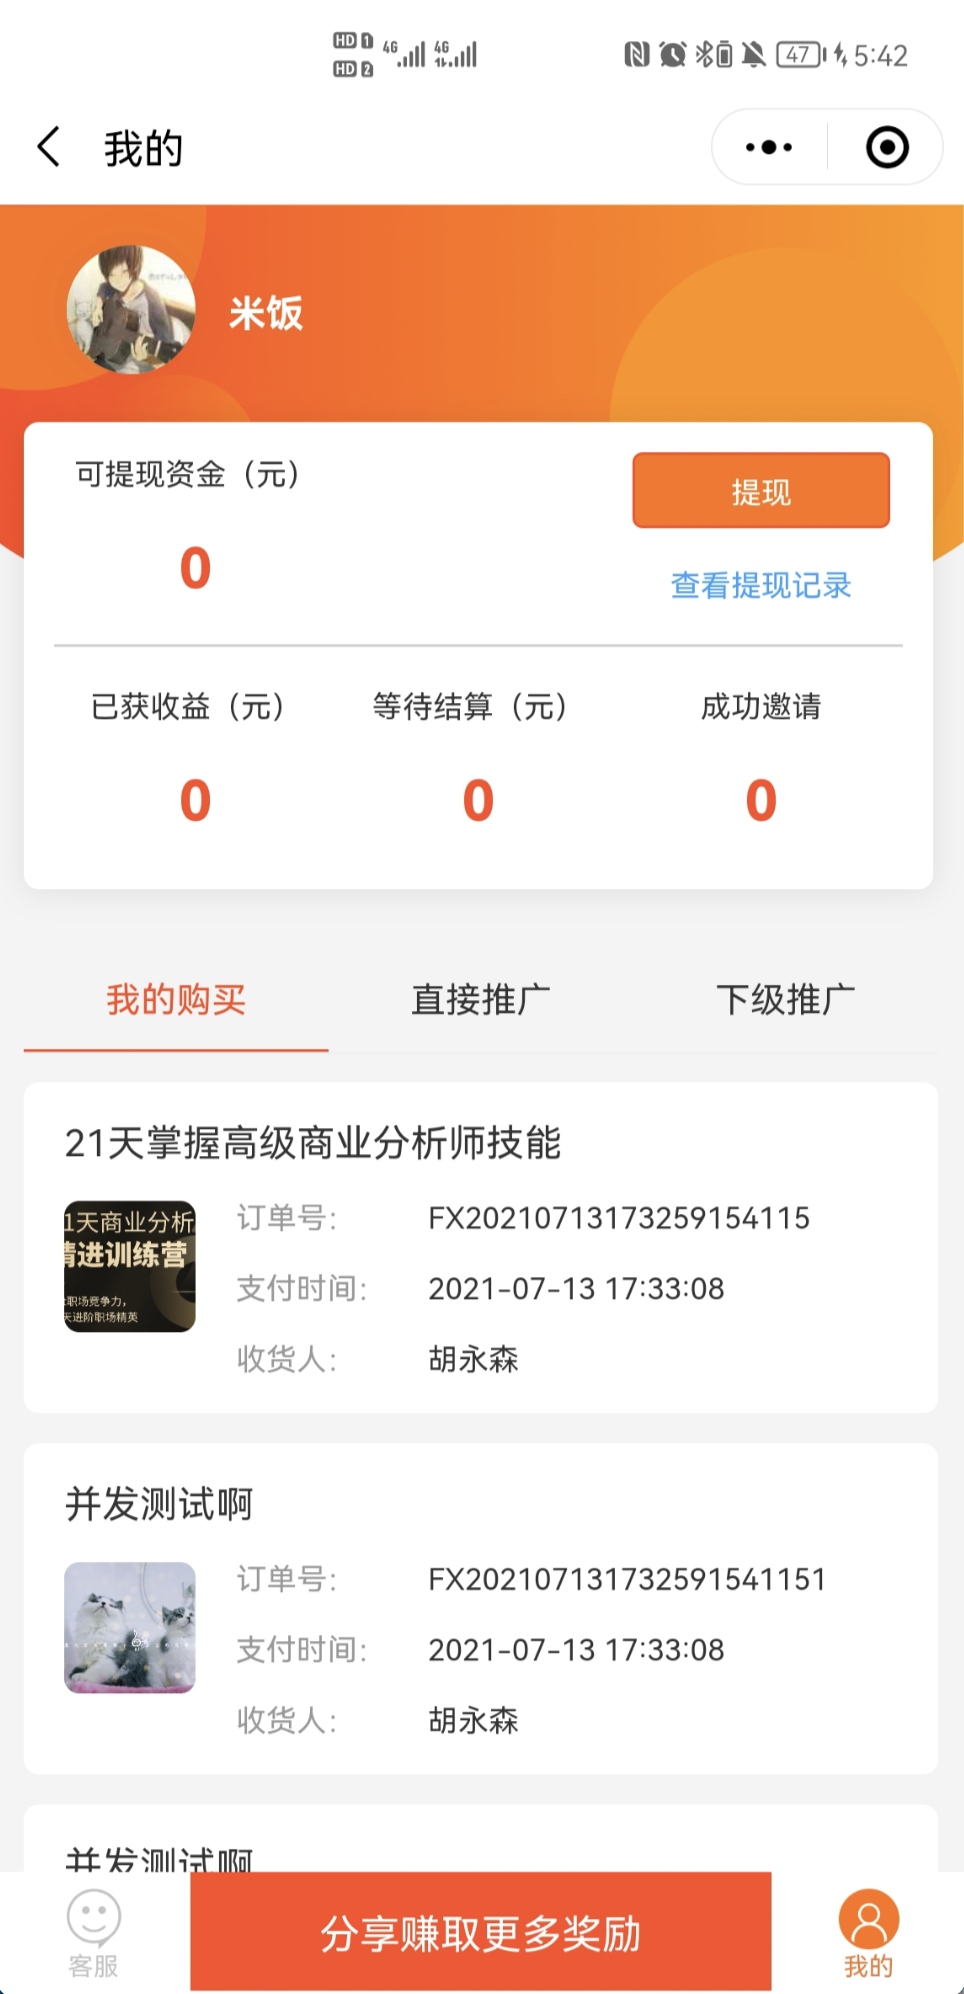 HD 1 4G 4G 47 5:42
HD 2
我的
米饭
可提现资金（元）
提现
0
查看提现记录
已获收益（元） 等待结算（元） 成功邀请
0 0 0
我的购买 直接推广 下级推广
21天掌握高级商业分析师技能
1天商业分析
精进训练营
职场竞争力，
天进阶职场精英
订单号: FX20210713173259154115
支付时间: 2021-07-13 17:33:08
收货人: 胡永森
并发测试啊
订单号: FX202107131732591541151
支付时间: 2021-07-13 17:33:08
收货人: 胡永森
并发测试啊
客服
分享赚取更多奖励
我的